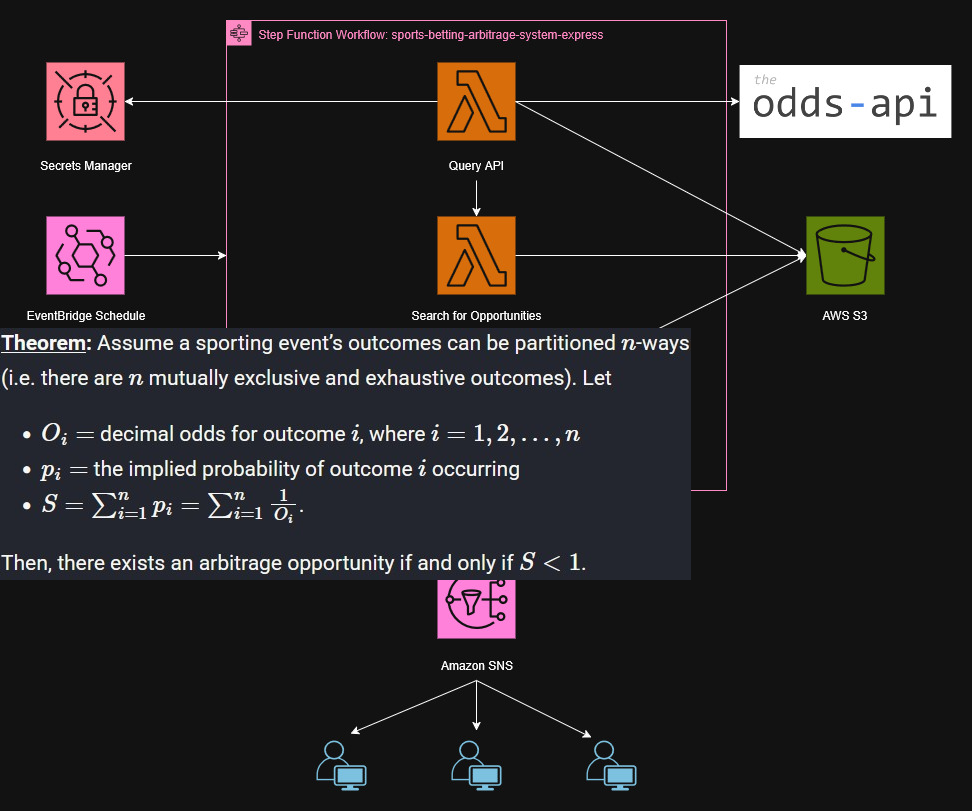 Step Function Workflow: sports-betting-arbitrage-system-express
the
odds-api
Secrets Manager
Query API
EventBridge Schedule
Search for Opportunities
AWS S3
Theorem: Assume a sporting event’s outcomes can be partitioned n-ways
(i.e. there are n mutually exclusive and exhaustive outcomes). Let
• O_i = decimal odds for outcome i, where i = 1, 2, . . . , n
• p_i = the implied probability of outcome i occurring
• S = ∑_{i=1}^{n} p_i = ∑_{i=1}^{n} \frac{1}{O_i}.
Then, there exists an arbitrage opportunity if and only if S < 1.
Amazon SNS